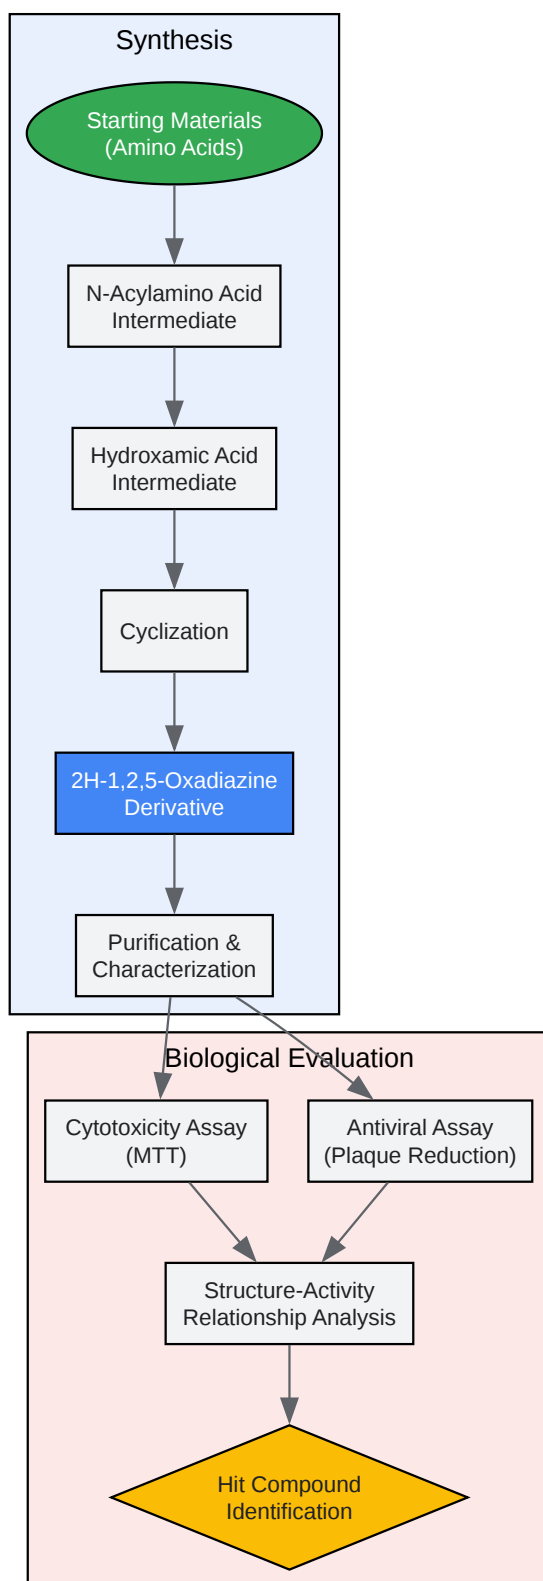 Synthesis
Starting Materials
(Amino Acids)
N-Acylamino Acid
Intermediate
Hydroxamic Acid
Intermediate
Cyclization
2H-1,2,5-Oxadiazine
Derivative
Purification &
Characterization
Biological Evaluation
Cytotoxicity Assay
(MTT)
Antiviral Assay
(Plaque Reduction)
Structure-Activity
Relationship Analysis
Hit Compound
Identification